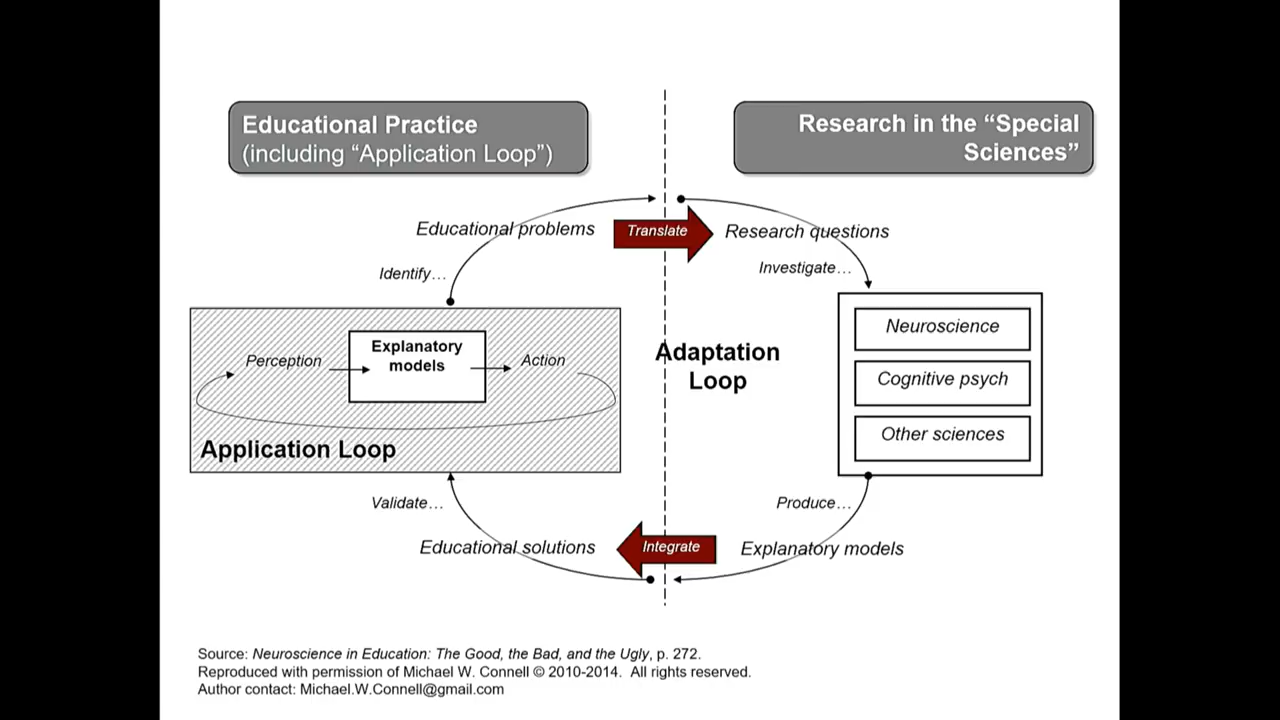 Educational Practice
(including “Application Loop”)
Research in the “Special
Sciences”
Educational problems
Translate
Research questions
Identify…
Investigate…
Perception
Explanatory
models
Action
Application Loop
Adaptation
Loop
Neuroscience
Cognitive psych
Other sciences
Validate…
Produce…
Educational solutions
Integrate
Explanatory models
Source: Neuroscience in Education: The Good, the Bad, and the Ugly, p. 272.
Reproduced with permission of Michael W. Connell © 2010-2014.  All rights reserved.
Author contact: Michael.W.Connell@gmail.com